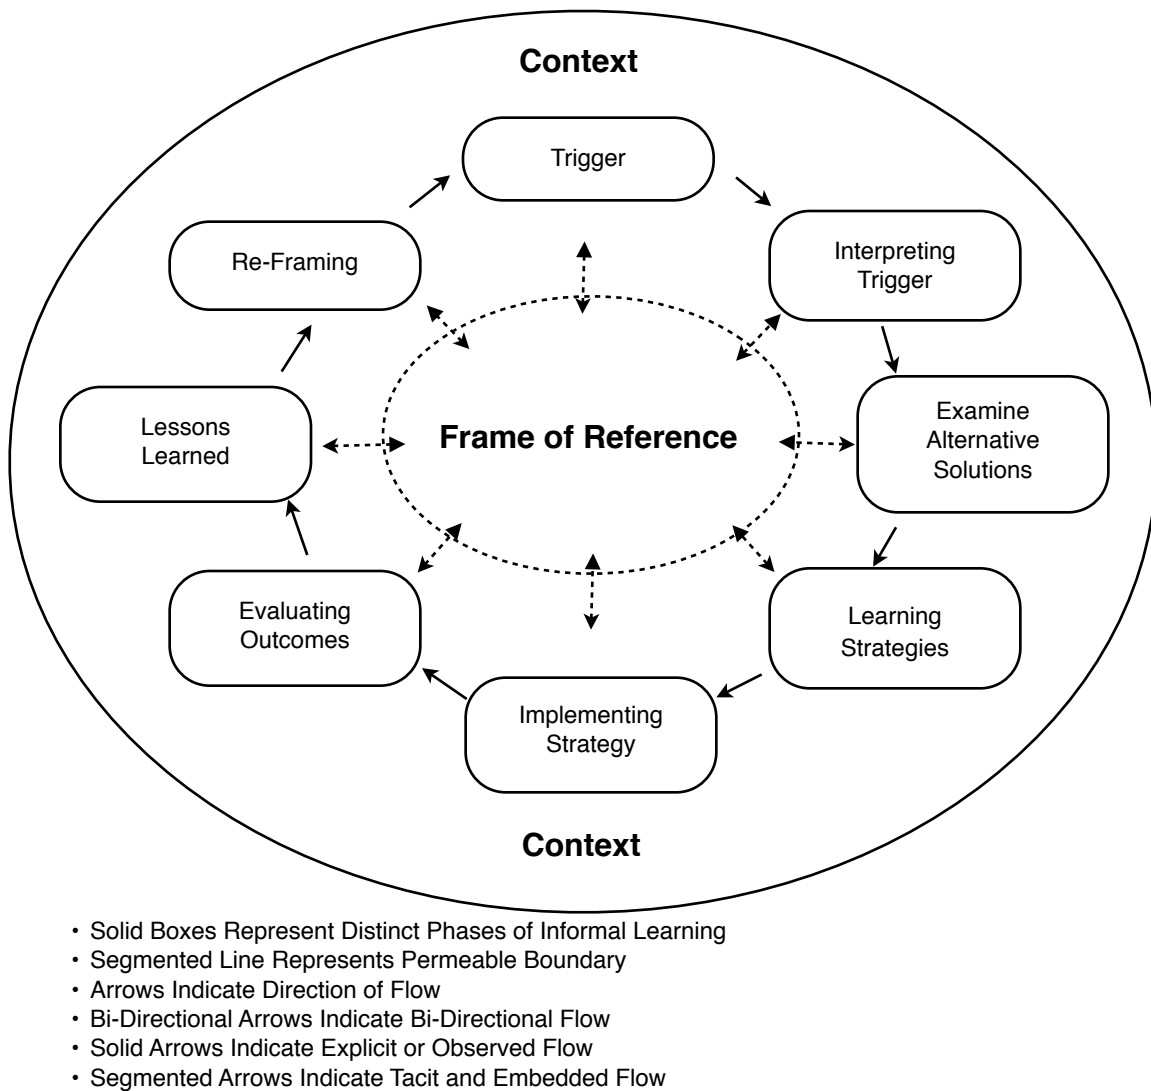 Context
Trigger
Re-Framing
Interpreting
Trigger
Lessons
Learned
Frame of Reference
Examine
Alternative
Solutions
Evaluating
Outcomes
Learning
Strategies
Implementing
Strategy
Context
• Solid Boxes Represent Distinct Phases of Informal Learning
• Segmented Line Represents Permeable Boundary
• Arrows Indicate Direction of Flow
• Bi-Directional Arrows Indicate Bi-Directional Flow
• Solid Arrows Indicate Explicit or Observed Flow
• Segmented Arrows Indicate Tacit and Embedded Flow